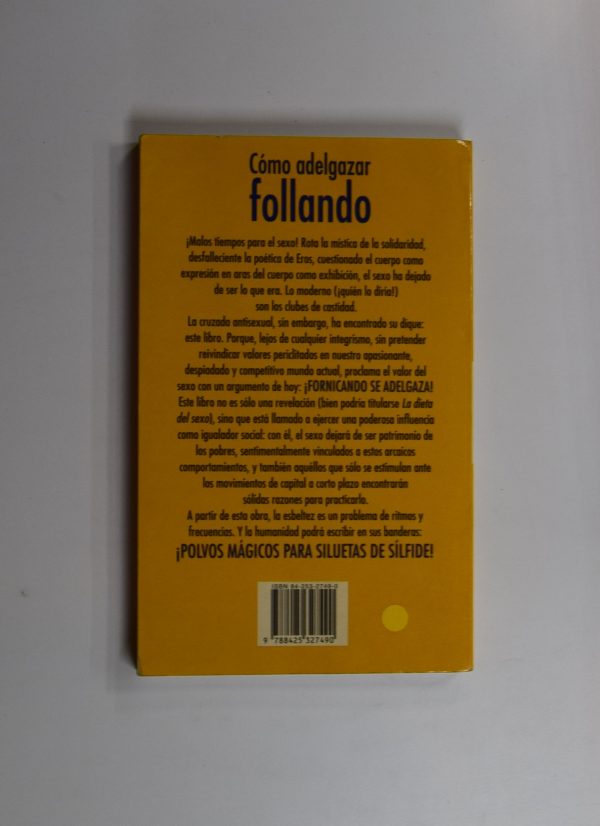 Cómo adelgazar
follando
¡Malos tiempos para el sexo! Rota la mística de la solidaridad,
desfalleciente la poética de Eros, cuestionado el cuerpo como
expresión en aras del cuerpo como exhibición, el sexo ha dejado
de ser lo que era. Lo moderno (¡quién lo diría!)
son los clubes de castidad.
La cruzada antisexual, sin embargo, ha encontrado su dique:
este libro. Porque, lejos de cualquier integrismo, sin pretender
reivindicar valores periclitados en nuestro apasionante,
despiadado y competitivo mundo actual, proclama el valor del
sexo con un argumento de hoy: ¡FORNICANDO SE ADELGAZA!
Este libro no es sólo una revelación (bien podría titularse La dieta
del sexo), sino que está llamado a ejercer una poderosa influencia
como igualador social: con él, el sexo dejará de ser patrimonio de
los pobres, sentimentalmente vinculados a estos arcaicos
comportamientos, y también aquéllos que sólo se estimulan ante
los movimientos de capital a corto plazo encontrarán
sólidas razones para practicarlo.
A partir de esta obra, la esbeltez es un problema de ritmos y
frecuencias. Y la humanidad podrá escribir en sus banderas:
¡POLVOS MÁGICOS PARA SILUETAS DE SÍLFIDE!
ISBN 84-253-2749-0
9 788425 327490